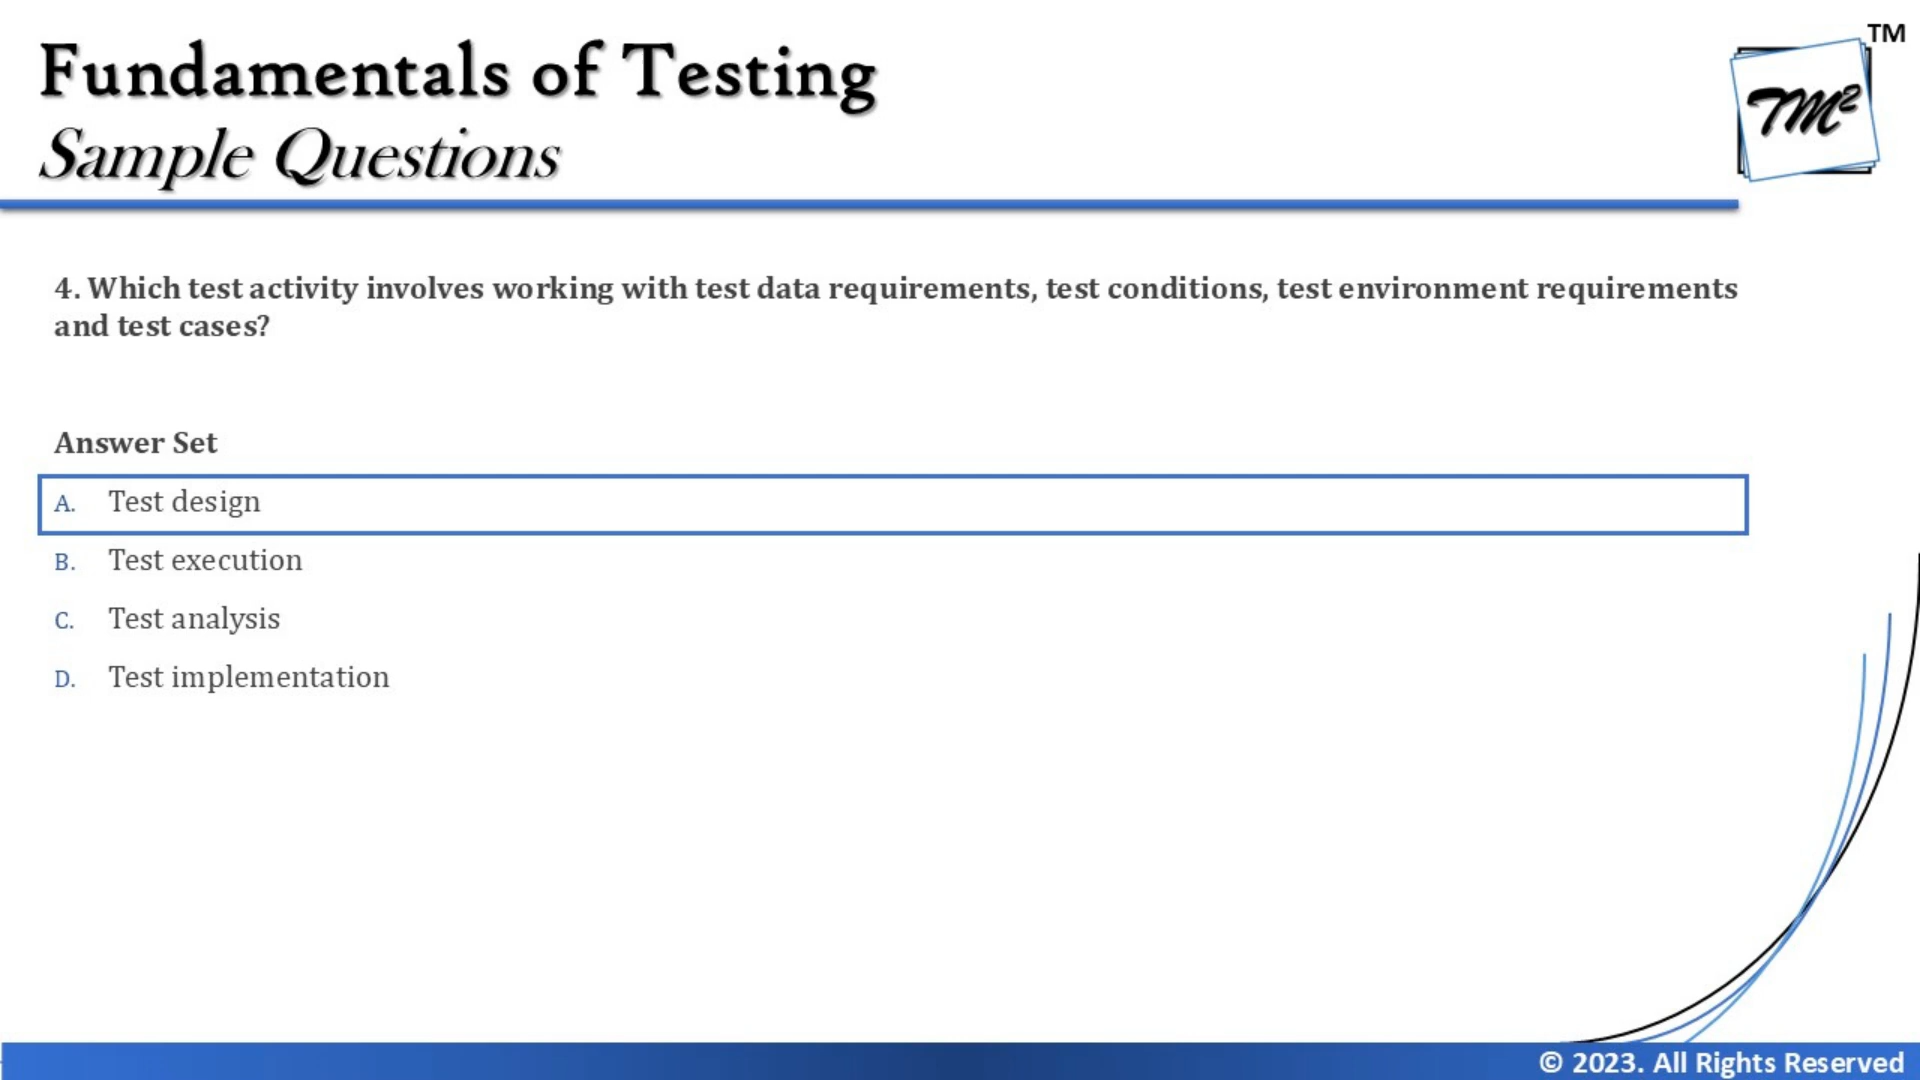 Fundamentals of Testing
Sample Questions
TM
TM²
4. Which test activity involves working with test data requirements, test conditions, test environment requirements
and test cases?
Answer Set
A. Test design
B. Test execution
C. Test analysis
D. Test implementation
© 2023. All Rights Reserved